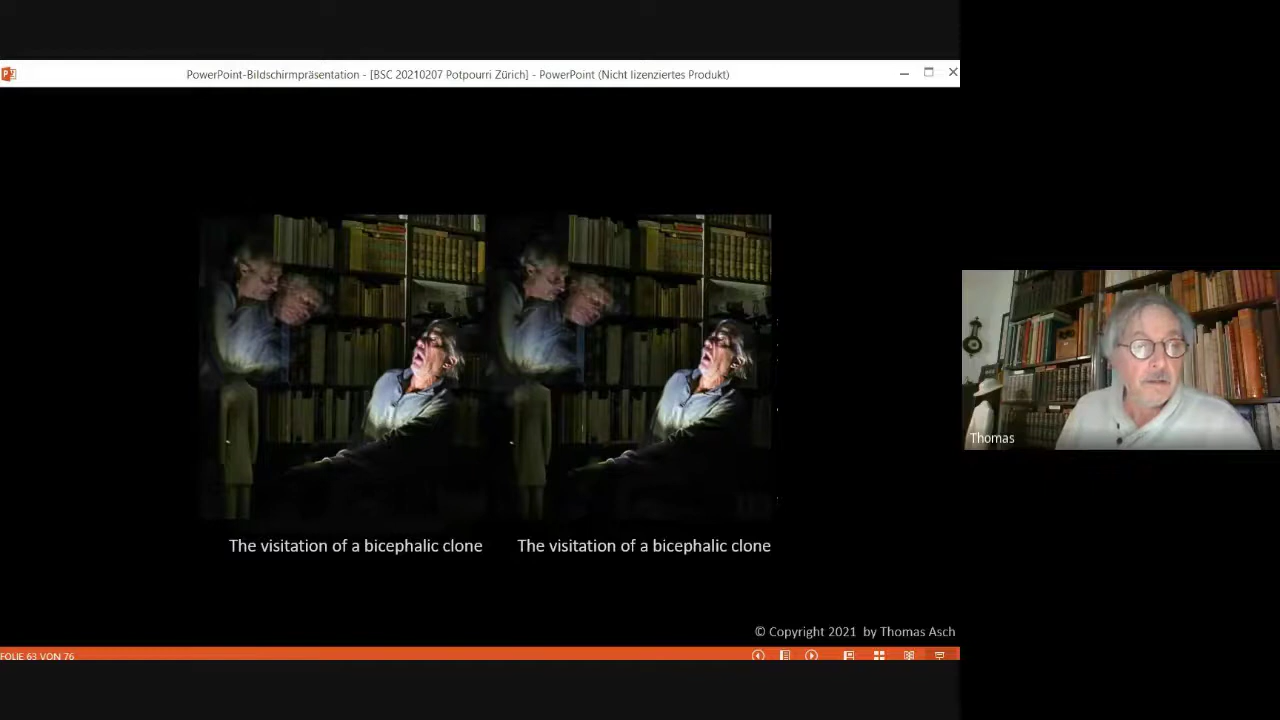 PowerPoint-Bildschirmpräsentation - [BSC 20210207 Potpourri Zürich] - PowerPoint (Nicht lizenziertes Produkt)
Thomas
The visitation of a bicephalic clone
The visitation of a bicephalic clone
© Copyright 2021 by Thomas Asch
FOLIE 63 VON 76